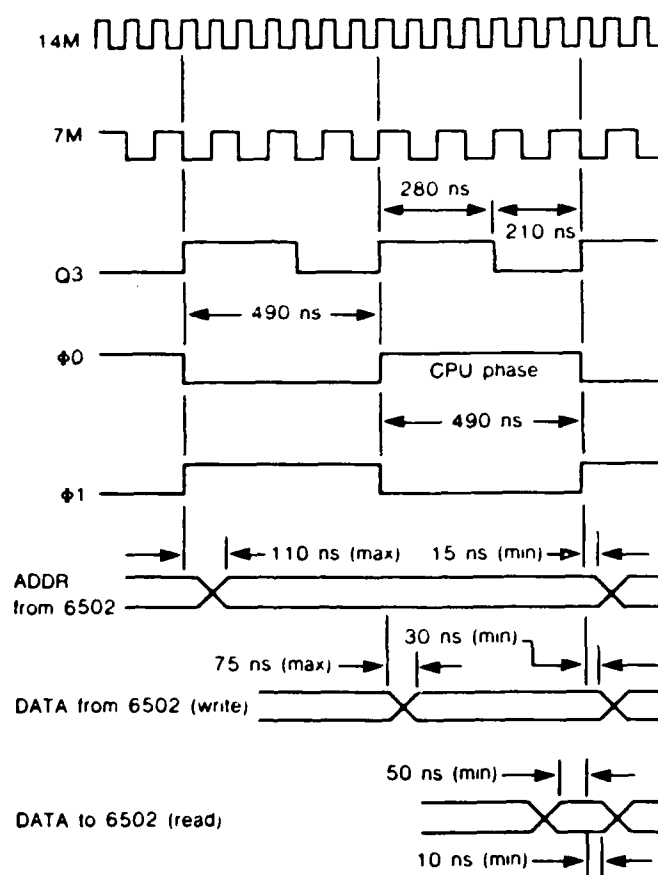 14M
7M
280 ns
210 ns
Q3
490 ns
Φ0
CPU phase
490 ns
Φ1
110 ns (max)
15 ns (min)
ADDR
from 6502
30 ns (min)
75 ns (max)
DATA from 6502 (write)
50 ns (min)
DATA to 6502 (read)
10 ns (min)